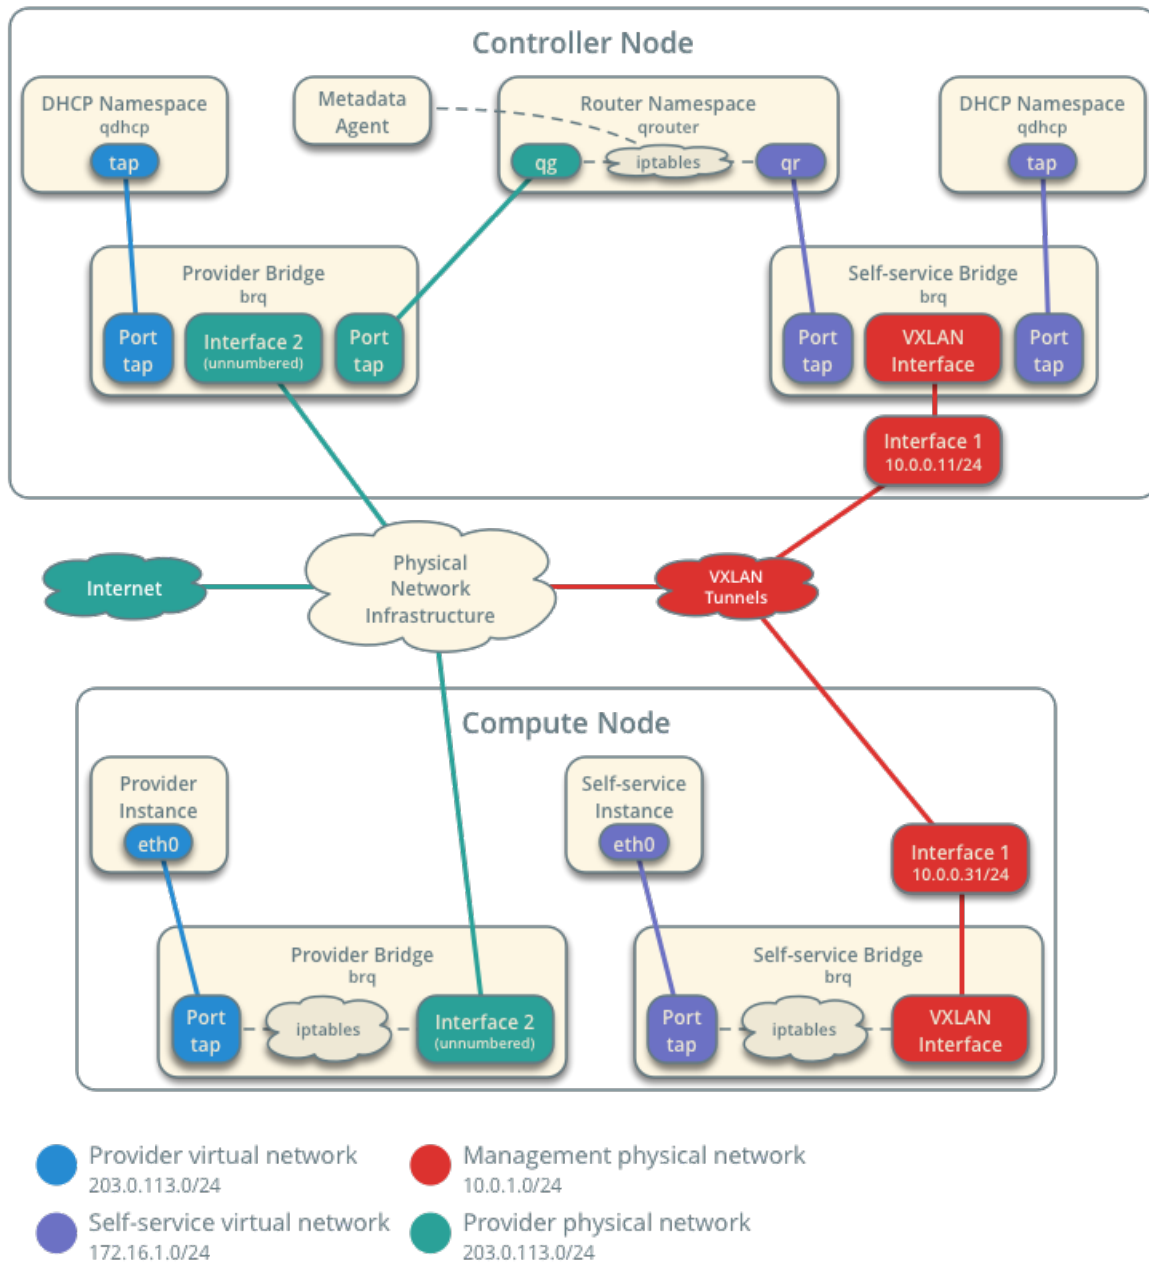 Controller Node
DHCP Namespace
qdhcp
tap
Metadata
Agent
Router Namespace
qrouter
qg
iptables
qr
DHCP Namespace
qdhcp
tap
Provider Bridge
brq
Port
tap
Interface 2
(unnumbered)
Port
tap
Self-service Bridge
brq
Port
tap
VXLAN
Interface
Port
tap
Interface 1
10.0.0.11/24
Internet
Physical
Network
Infrastructure
VXLAN
Tunnels
Compute Node
Provider
Instance
eth0
Self-service
Instance
eth0
Interface 1
10.0.0.31/24
Provider Bridge
brq
Port
tap
iptables
Interface 2
(unnumbered)
Self-service Bridge
brq
Port
tap
iptables
VXLAN
Interface
Provider virtual network
203.0.113.0/24
Management physical network
10.0.1.0/24
Self-service virtual network
172.16.1.0/24
Provider physical network
203.0.113.0/24